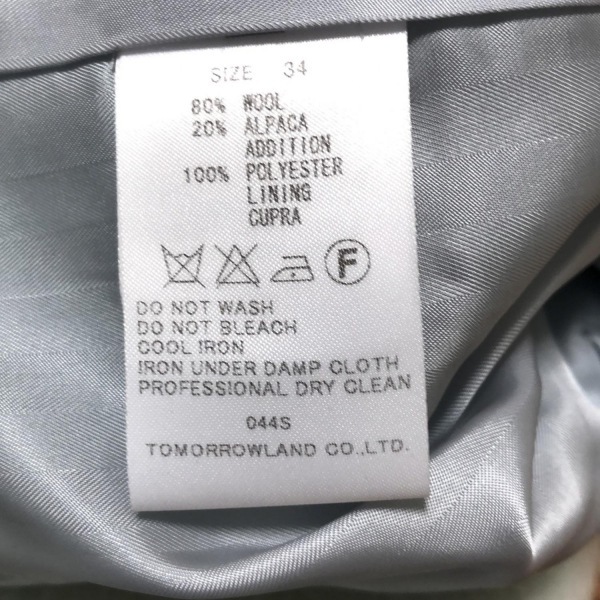 SIZE 34
80% WOOL
20% ALPACA
ADDITION
100% POLYESTER
LINING
CUPRA
F
DO NOT WASH
DO NOT BLEACH
COOL IRON
IRON UNDER DAMP CLOTH
PROFESSIONAL DRY CLEAN
044S
TOMORROWLAND CO.,LTD.